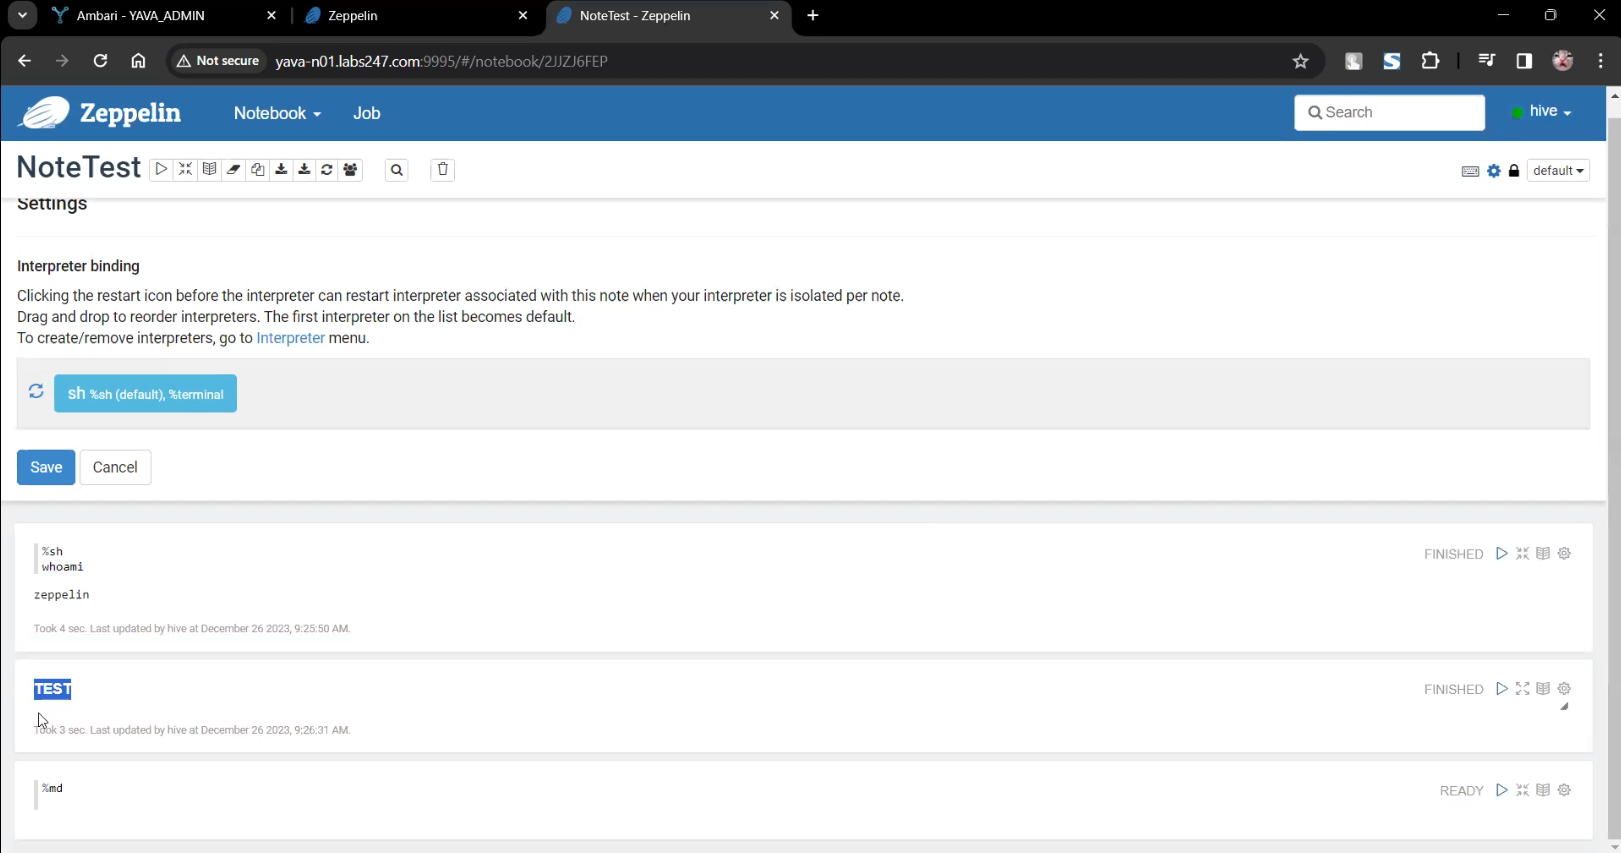 Ambari - YAVA_ADMIN
Zeppelin
NoteTest - Zeppelin
Not secure
yava-n01.labs247.com:9995/#/notebook/2JJZJ6FEP
Zeppelin
Notebook
Job
Search
hive
NoteTest
default
Settings
Interpreter binding
Clicking the restart icon before the interpreter can restart interpreter associated with this note when your interpreter is isolated per note.
Drag and drop to reorder interpreters. The first interpreter on the list becomes default.
To create/remove interpreters, go to Interpreter menu.
sh %sh (default), %terminal
Save
Cancel
%sh
whoami
FINISHED
zeppelin
Took 4 sec. Last updated by hive at December 26 2023, 9:25:50 AM.
TEST
FINISHED
Took 3 sec. Last updated by hive at December 26 2023, 9:26:31 AM.
%md
READY